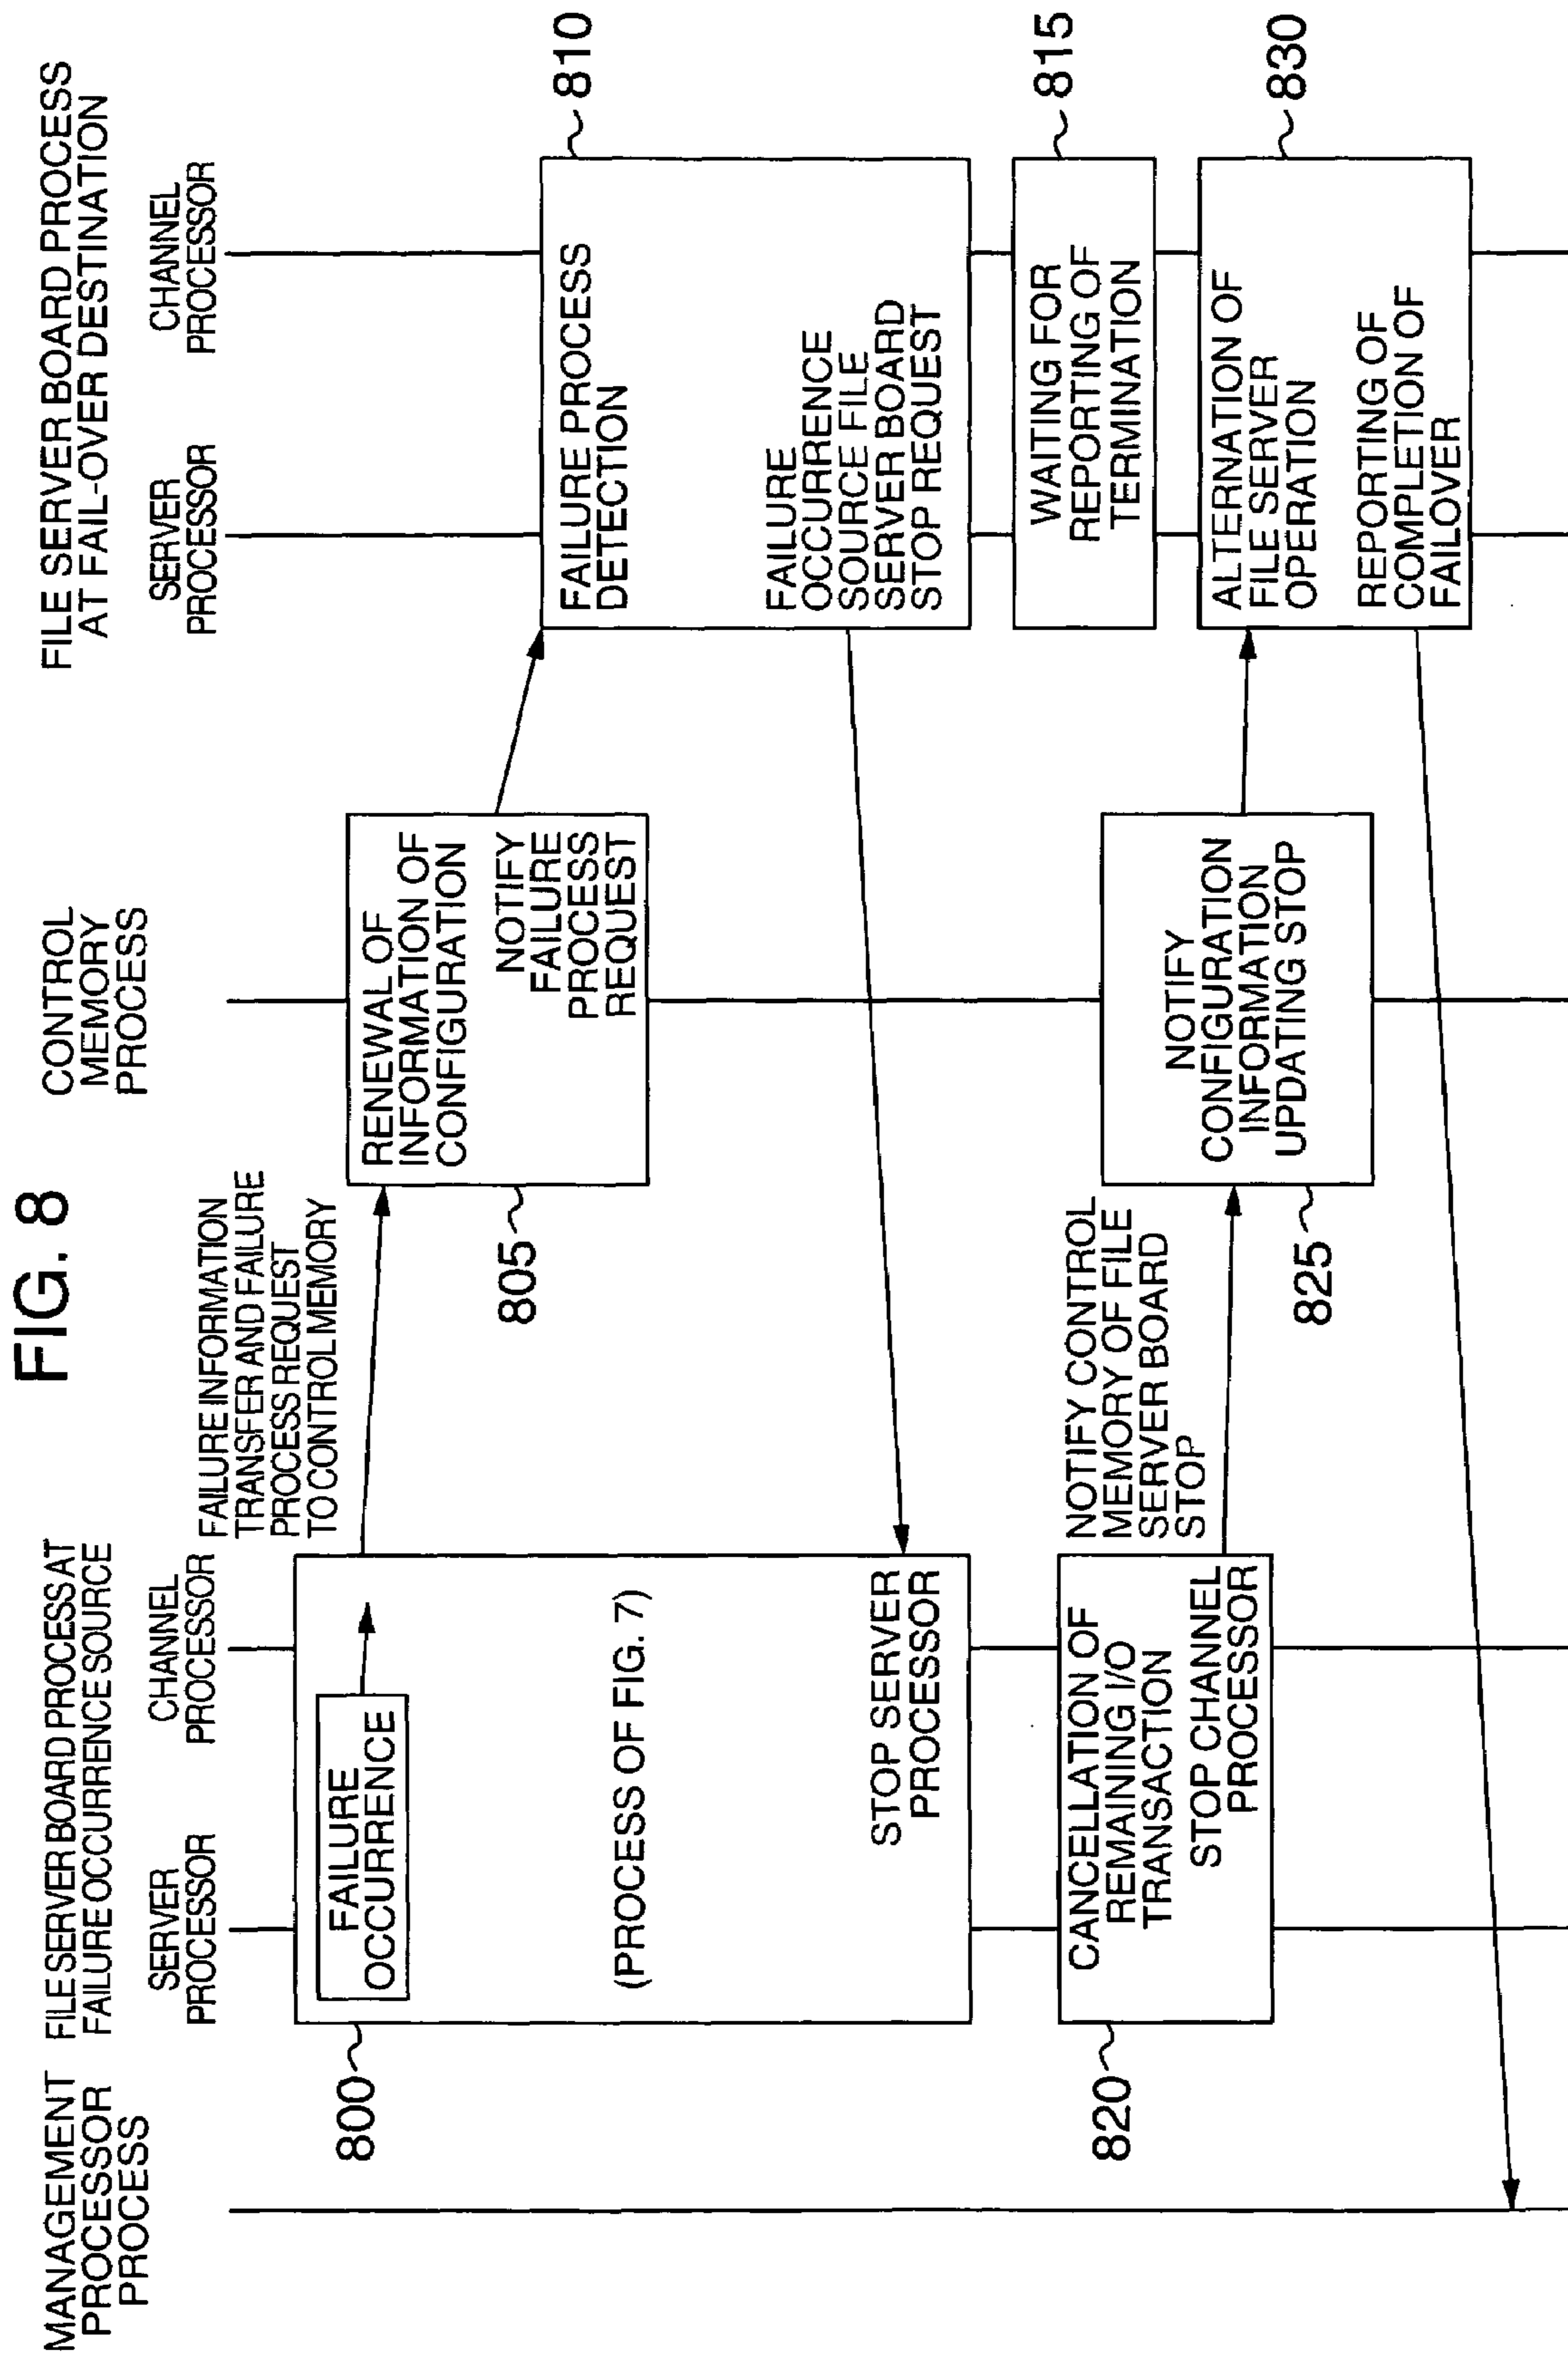 FIG. 8
MANAGEMENT
PROCESSOR
PROCESS
FILE SERVER BOARD PROCESS AT
FAILURE OCCURRENCE SOURCE
SERVER
PROCESSOR
CHANNEL
PROCESSOR
CONTROL
MEMORY
PROCESS
FILE SERVER BOARD PROCESS
AT FAIL-OVER DESTINATION
SERVER
PROCESSOR
CHANNEL
PROCESSOR
800
FAILURE
OCCURRENCE
(PROCESS OF FIG. 7)
STOP SERVER
PROCESSOR
FAILURE INFORMATION
TRANSFER AND FAILURE
PROCESS REQUEST
TO CONTROL MEMORY
805
RENEWAL OF
INFORMATION OF
CONFIGURATION
NOTIFY
FAILURE
PROCESS
REQUEST
810
FAILURE PROCESS
DETECTION
FAILURE
OCCURRENCE
SOURCE FILE
SERVER BOARD
STOP REQUEST
815
WAITING FOR
REPORTING OF
TERMINATION
820
CANCELLATION OF
REMAINING I/O
TRANSACTION
STOP CHANNEL
PROCESSOR
NOTIFY CONTROL
MEMORY OF FILE
SERVER BOARD
STOP
825
NOTIFY
CONFIGURATION
INFORMATION
UPDATING STOP
830
ALTERNATION OF
FILE SERVER
OPERATION
REPORTING OF
COMPLETION OF
FAILOVER